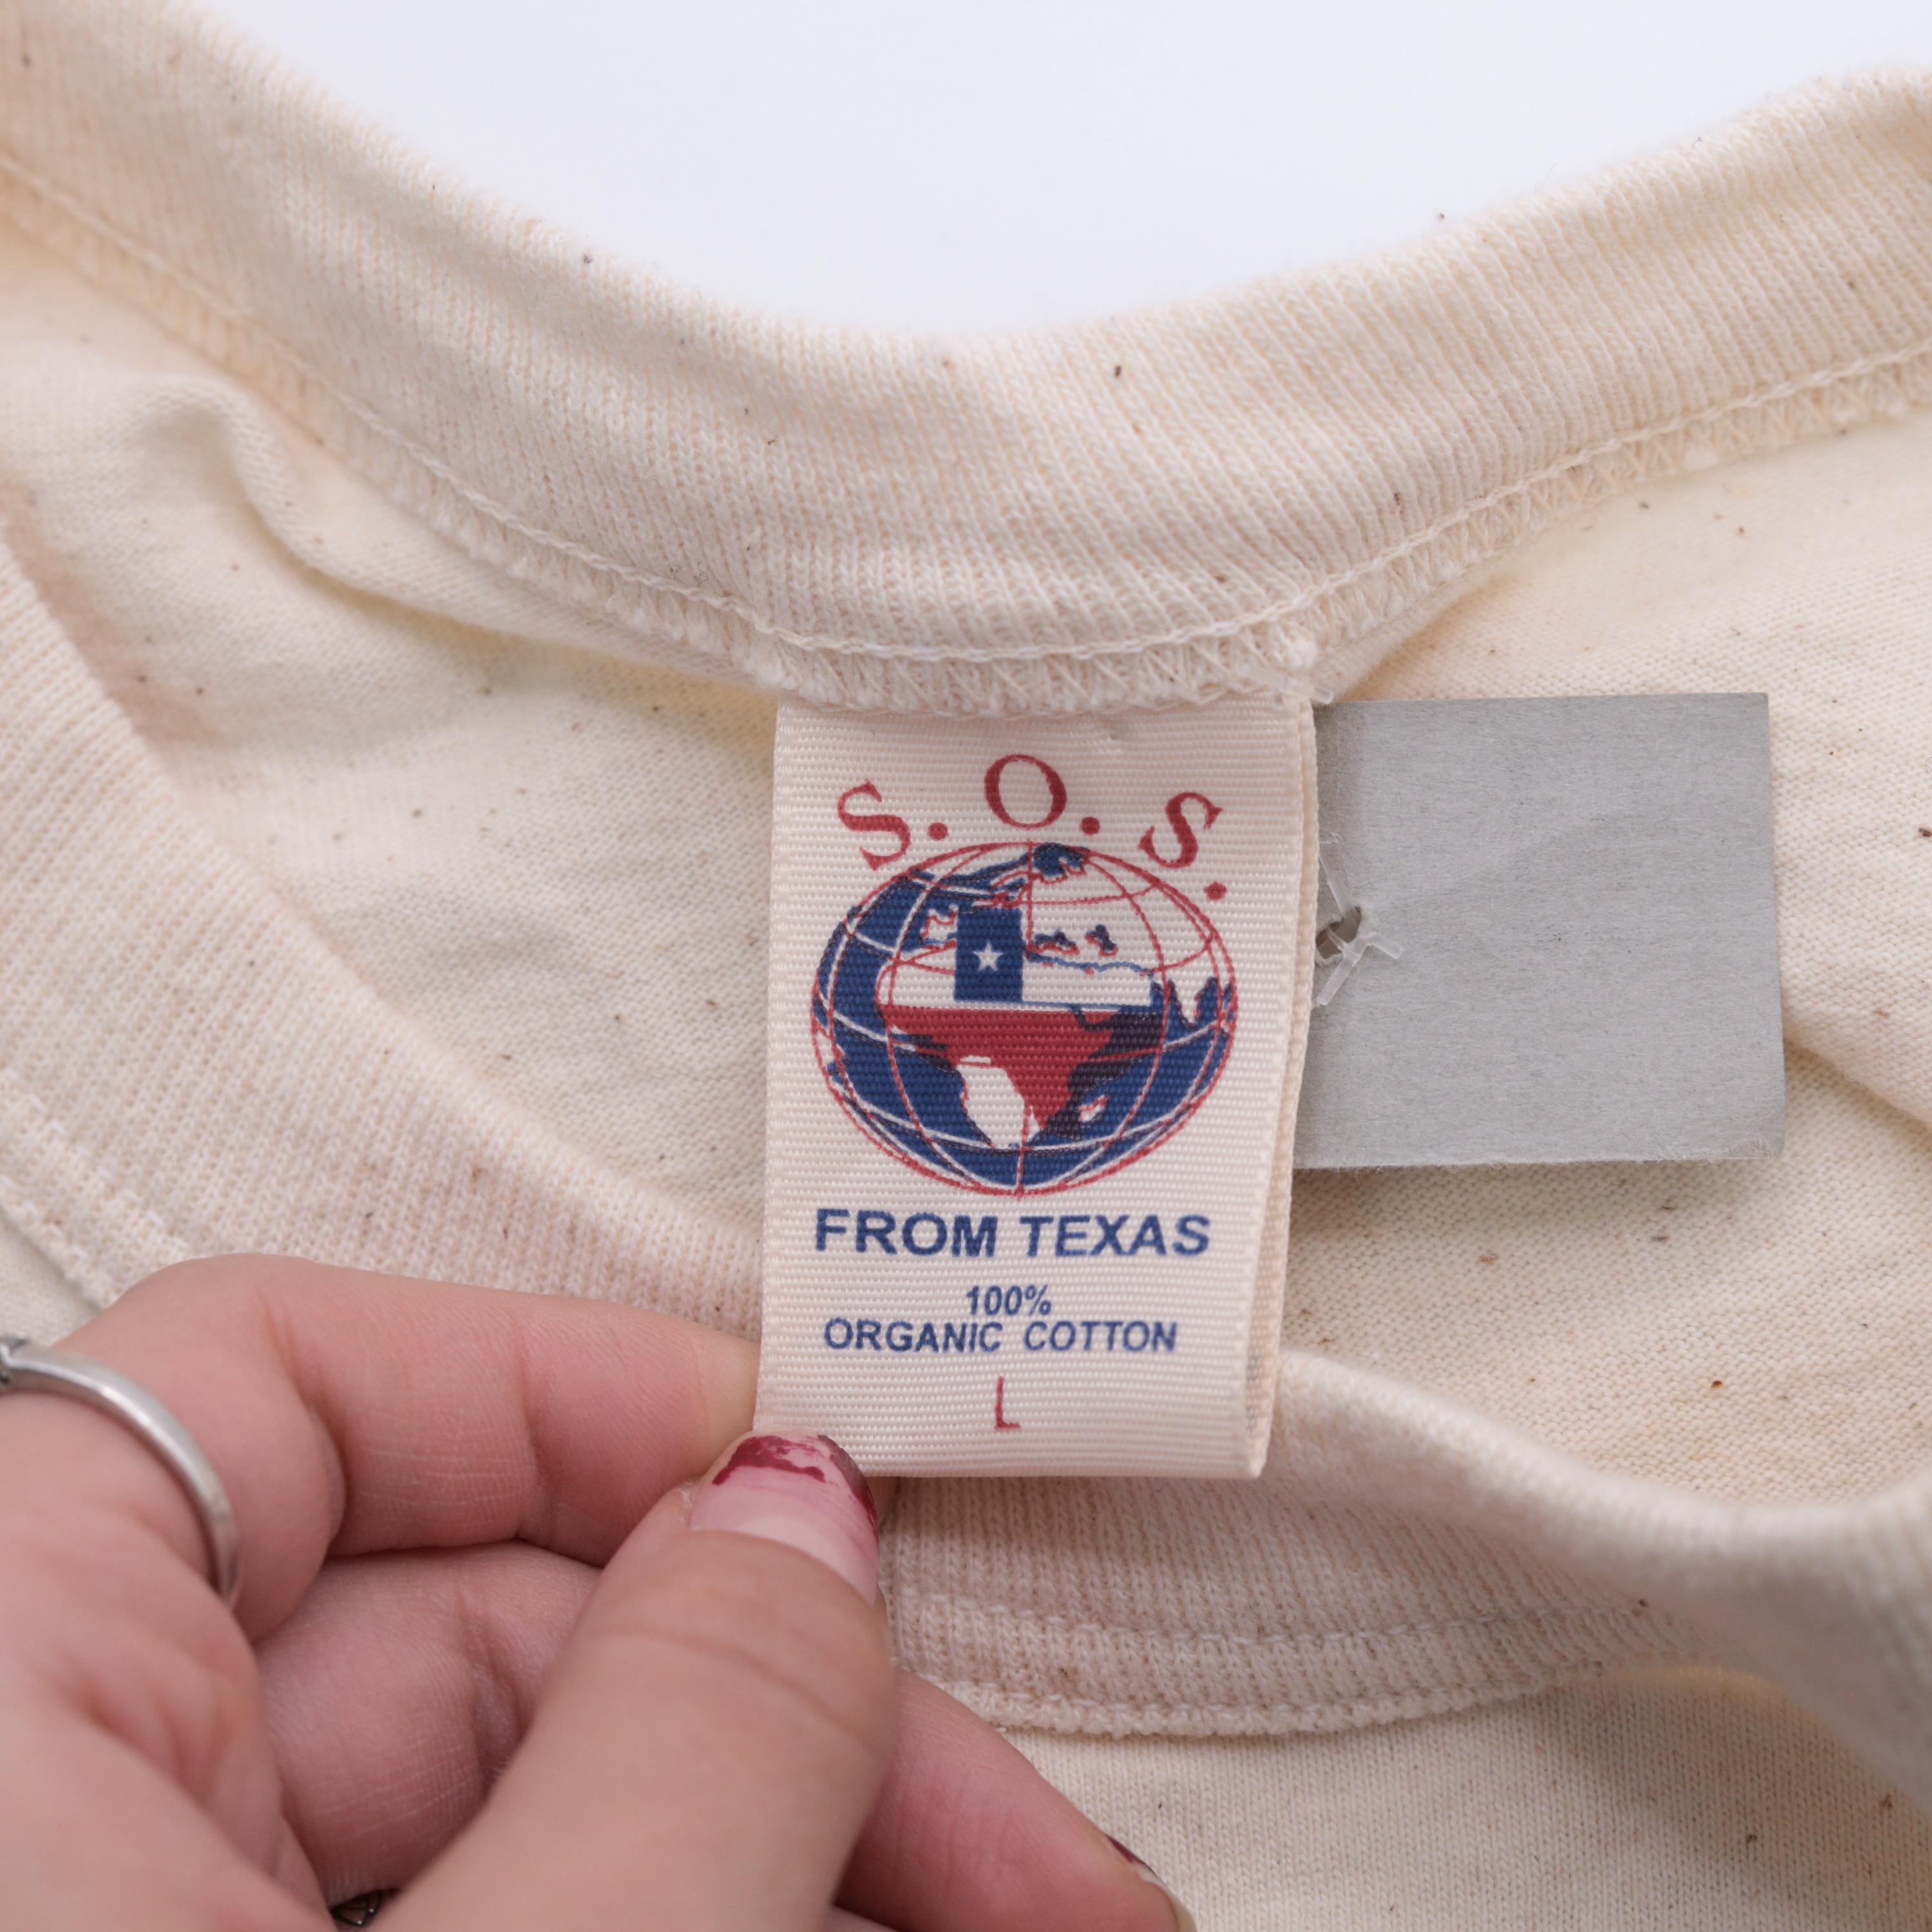 S.O.S.
FROM TEXAS
100%
ORGANIC COTTON
L